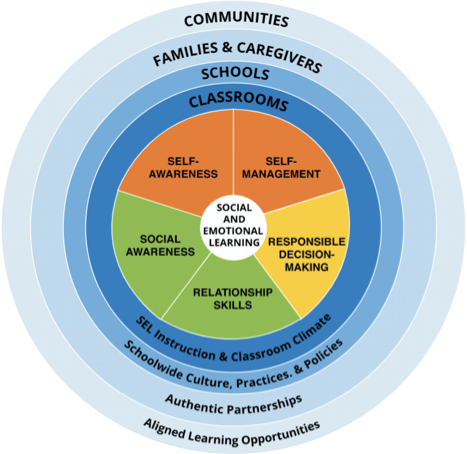 COMMUNITIES
FAMILIES & CAREGIVERS
SCHOOLS
CLASSROOMS
SELF-
AWARENESS
SELF-
MANAGEMENT
SOCIAL
AND
EMOTIONAL
LEARNING
SOCIAL
AWARENESS
RESPONSIBLE
DECISION-
MAKING
RELATIONSHIP
SKILLS
SEL Instruction & Classroom Climate
Schoolwide Culture, Practices, & Policies
Authentic Partnerships
Aligned Learning Opportunities